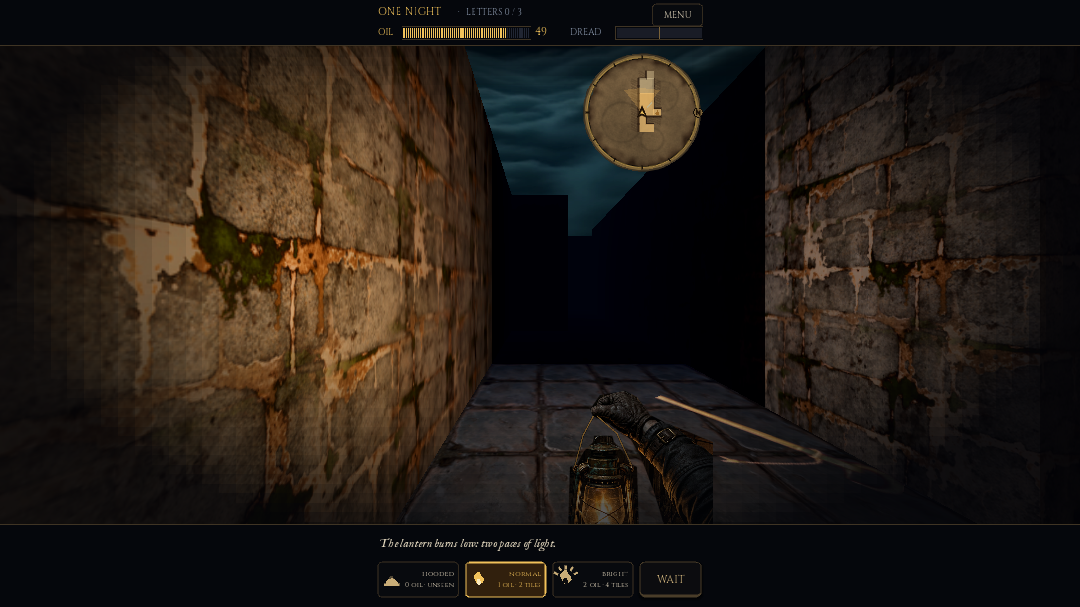 ONE NIGHT · LETTERS 0 / 3
MENU
OIL 49 DREAD
The lantern burns low: two paces of light.
HOODED
0 OIL · UNSEEN
NORMAL
1 OIL · 2 TILES
BRIGHT
2 OIL · 4 TILES
WAIT